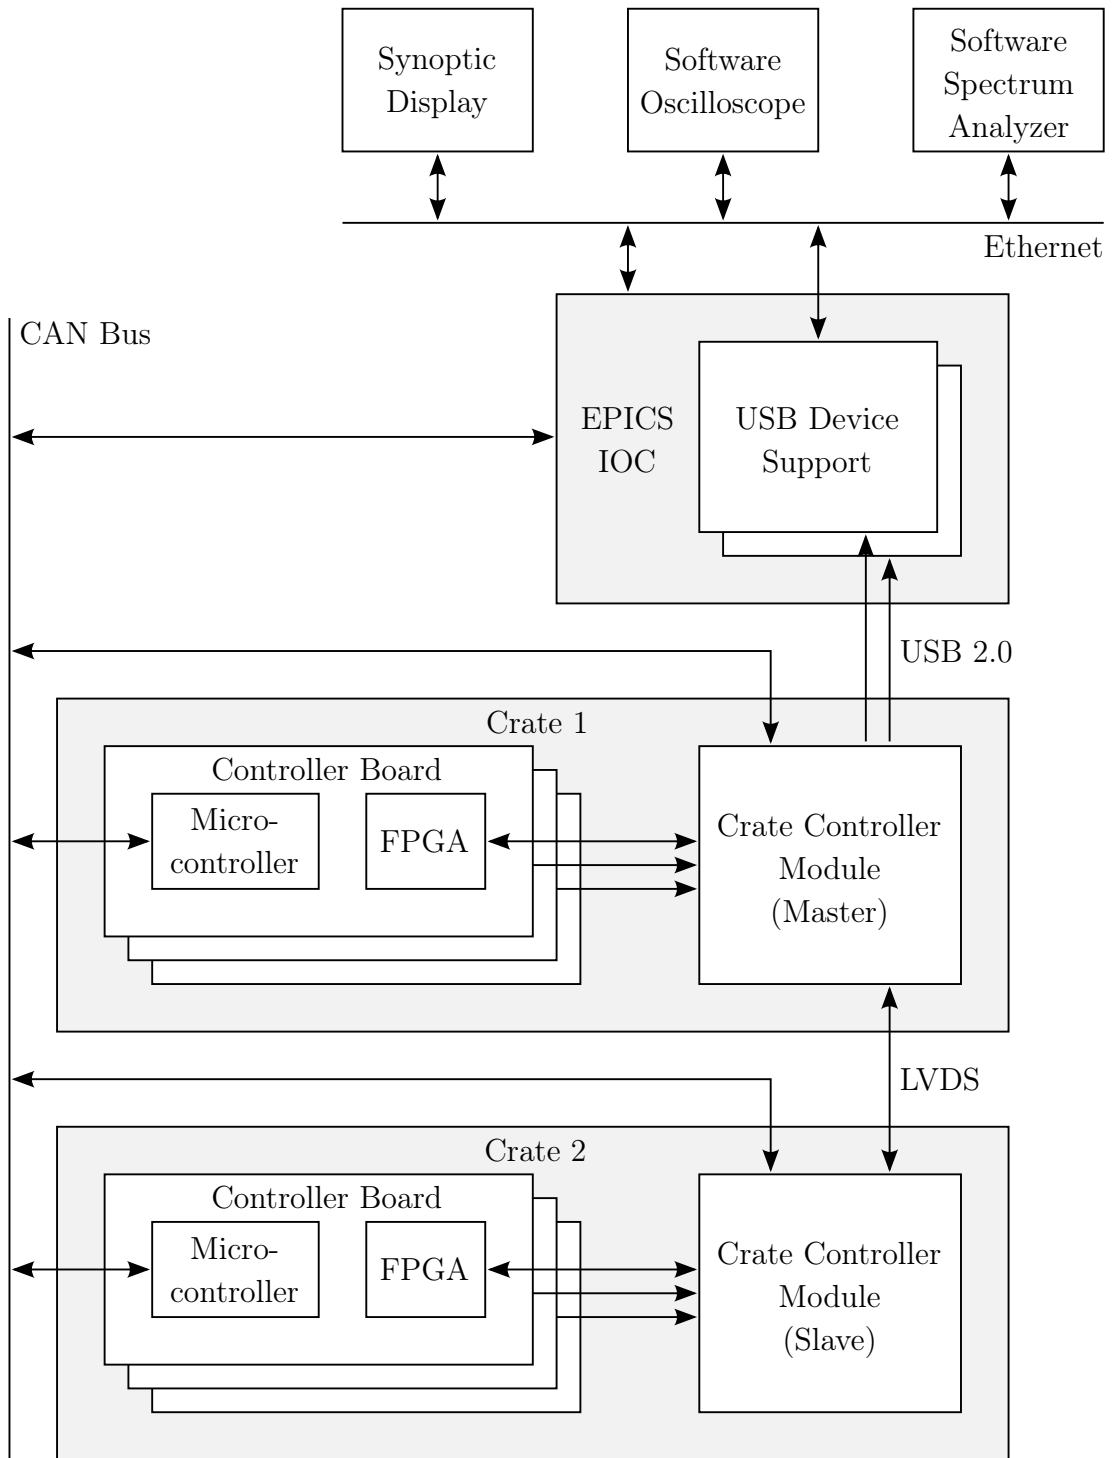 Synoptic
Display
Software
Oscilloscope
Software
Spectrum
Analyzer
Ethernet
CAN Bus
EPICS
IOC
USB Device
Support
USB 2.0
Crate 1
Controller Board
Micro-
controller
FPGA
Crate Controller
Module
(Master)
LVDS
Crate 2
Controller Board
Micro-
controller
FPGA
Crate Controller
Module
(Slave)